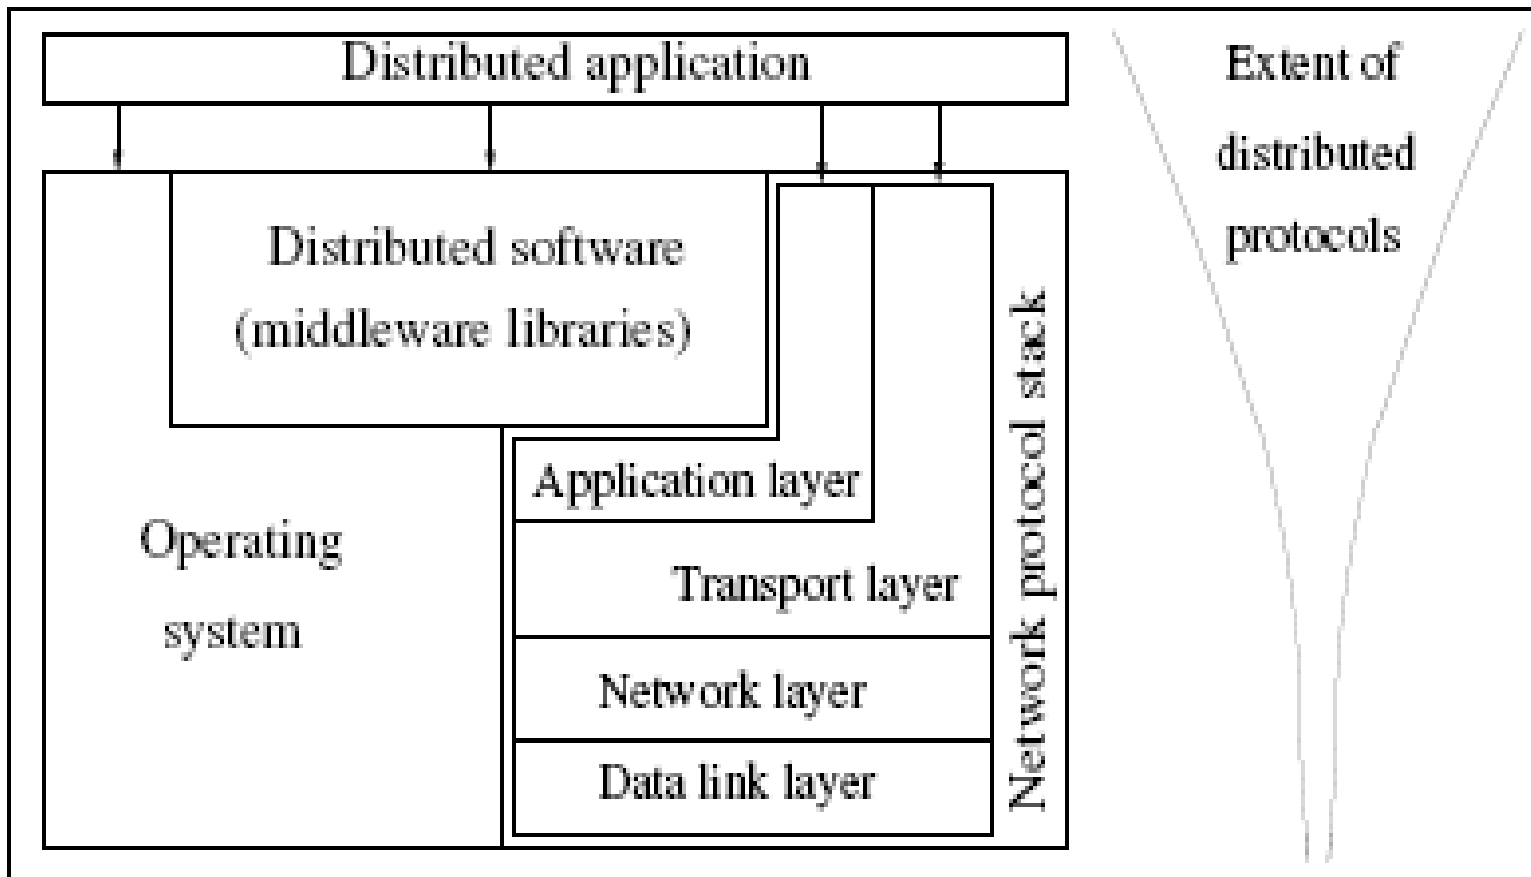 Distributed application
Extent of
distributed
protocols
Distributed software
(middleware libraries)
Network protocol stack
Application layer
Operating
system
Transport layer
Network layer
Data link layer